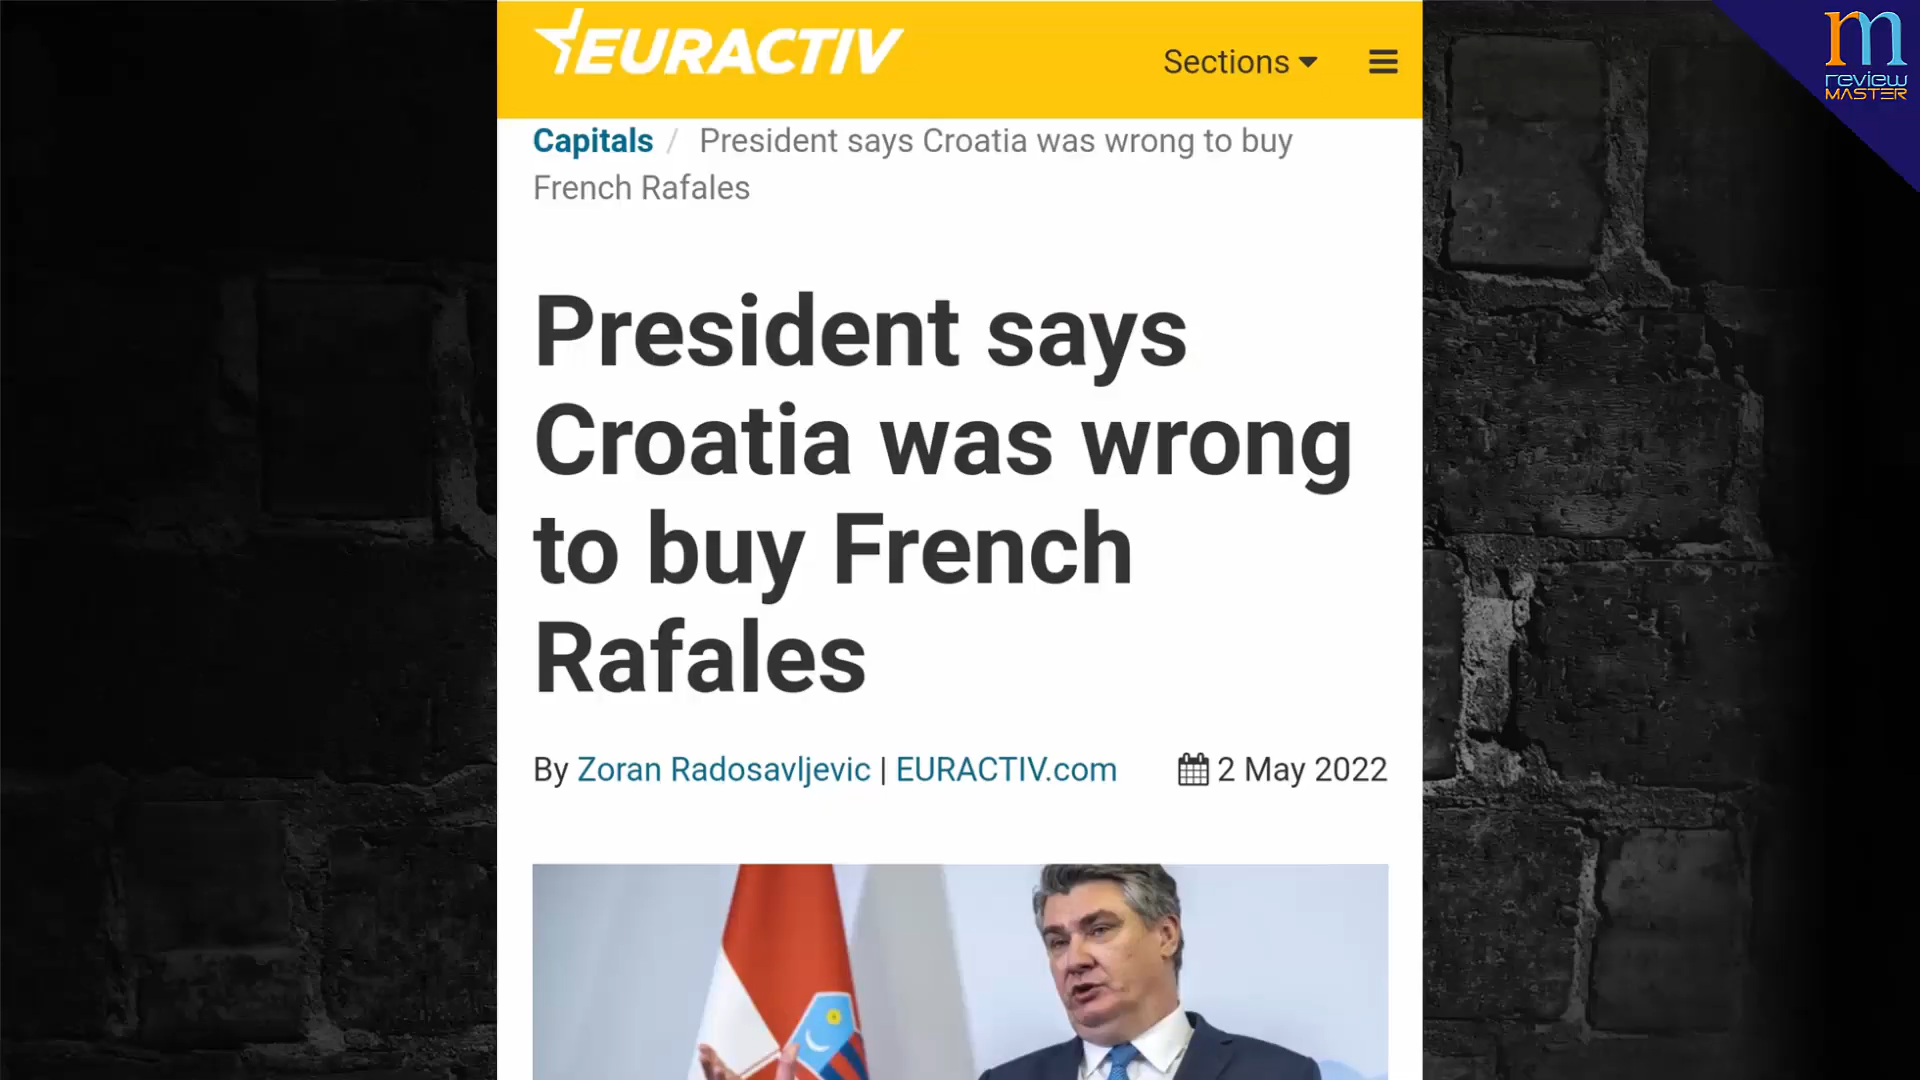 EURACTIV
Sections
Capitals / President says Croatia was wrong to buy
French Rafales
President says
Croatia was wrong
to buy French
Rafales
By Zoran Radosavljevic | EURACTIV.com 2 May 2022
m
review
MASTER